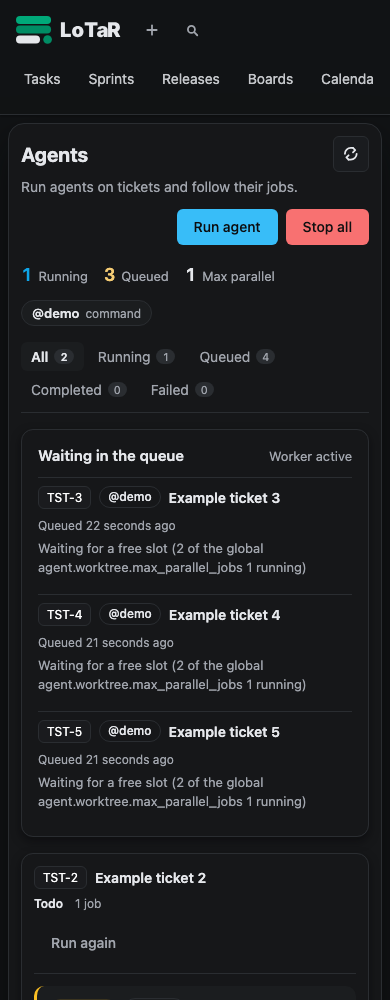 LoTaR
Tasks Sprints Releases Boards Calenda
Agents
Run agents on tickets and follow their jobs.
Run agent Stop all
1 Running 3 Queued 1 Max parallel
@demo command
All 2 Running 1 Queued 4
Completed 0 Failed 0
Waiting in the queue Worker active
TST-3 @demo Example ticket 3
Queued 22 seconds ago
Waiting for a free slot (2 of the global
agent.worktree.max_parallel_jobs 1 running)
TST-4 @demo Example ticket 4
Queued 21 seconds ago
Waiting for a free slot (2 of the global
agent.worktree.max_parallel_jobs 1 running)
TST-5 @demo Example ticket 5
Queued 21 seconds ago
Waiting for a free slot (2 of the global
agent.worktree.max_parallel_jobs 1 running)
TST-2 Example ticket 2
Todo 1 job
Run again